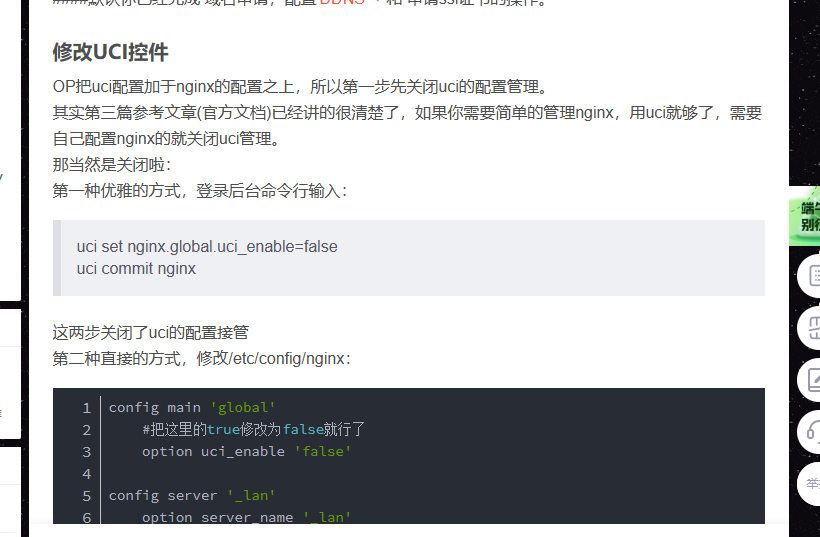 修改UCI控件
OP把uci配置加于nginx的配置之上，所以第一步先关闭uci的配置管理。
其实第三篇参考文章(官方文档)已经讲的很清楚了，如果你需要简单的管理nginx，用uci就够了，需要
自己配置nginx的就关闭uci管理。
那当然是关闭啦：
第一种优雅的方式，登录后台命令行输入：
uci set nginx.global.uci_enable=false
uci commit nginx
这两步关闭了uci的配置接管
第二种直接的方式，修改/etc/config/nginx：
1 config main 'global'
2 #把这里的true修改为false就行了
3 option uci_enable 'false'
4
5 config server '_lan'
6 option server_name '_lan'